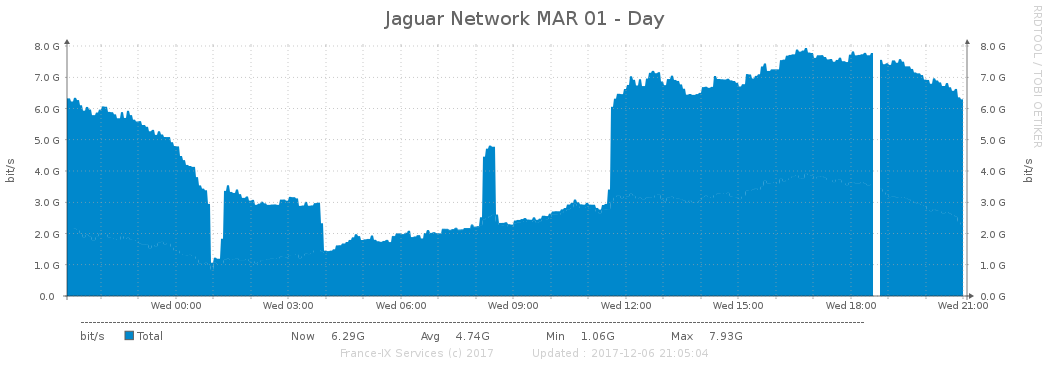 Jaguar Network MAR 01 - Day
RRDTOOL / TOBI OETIKER
bit/s
bit/s
8.0 G 8.0 G
7.0 G 7.0 G
6.0 G 6.0 G
5.0 G 5.0 G
4.0 G 4.0 G
3.0 G 3.0 G
2.0 G 2.0 G
1.0 G 1.0 G
0.0 0.0 G
Wed 00:00 Wed 03:00 Wed 06:00 Wed 09:00 Wed 12:00 Wed 15:00 Wed 18:00 Wed 21:00
bit/s Total Now 6.29G Avg 4.74G Min 1.06G Max 7.93G
France-IX Services (c) 2017 Updated : 2017-12-06 21:05:04